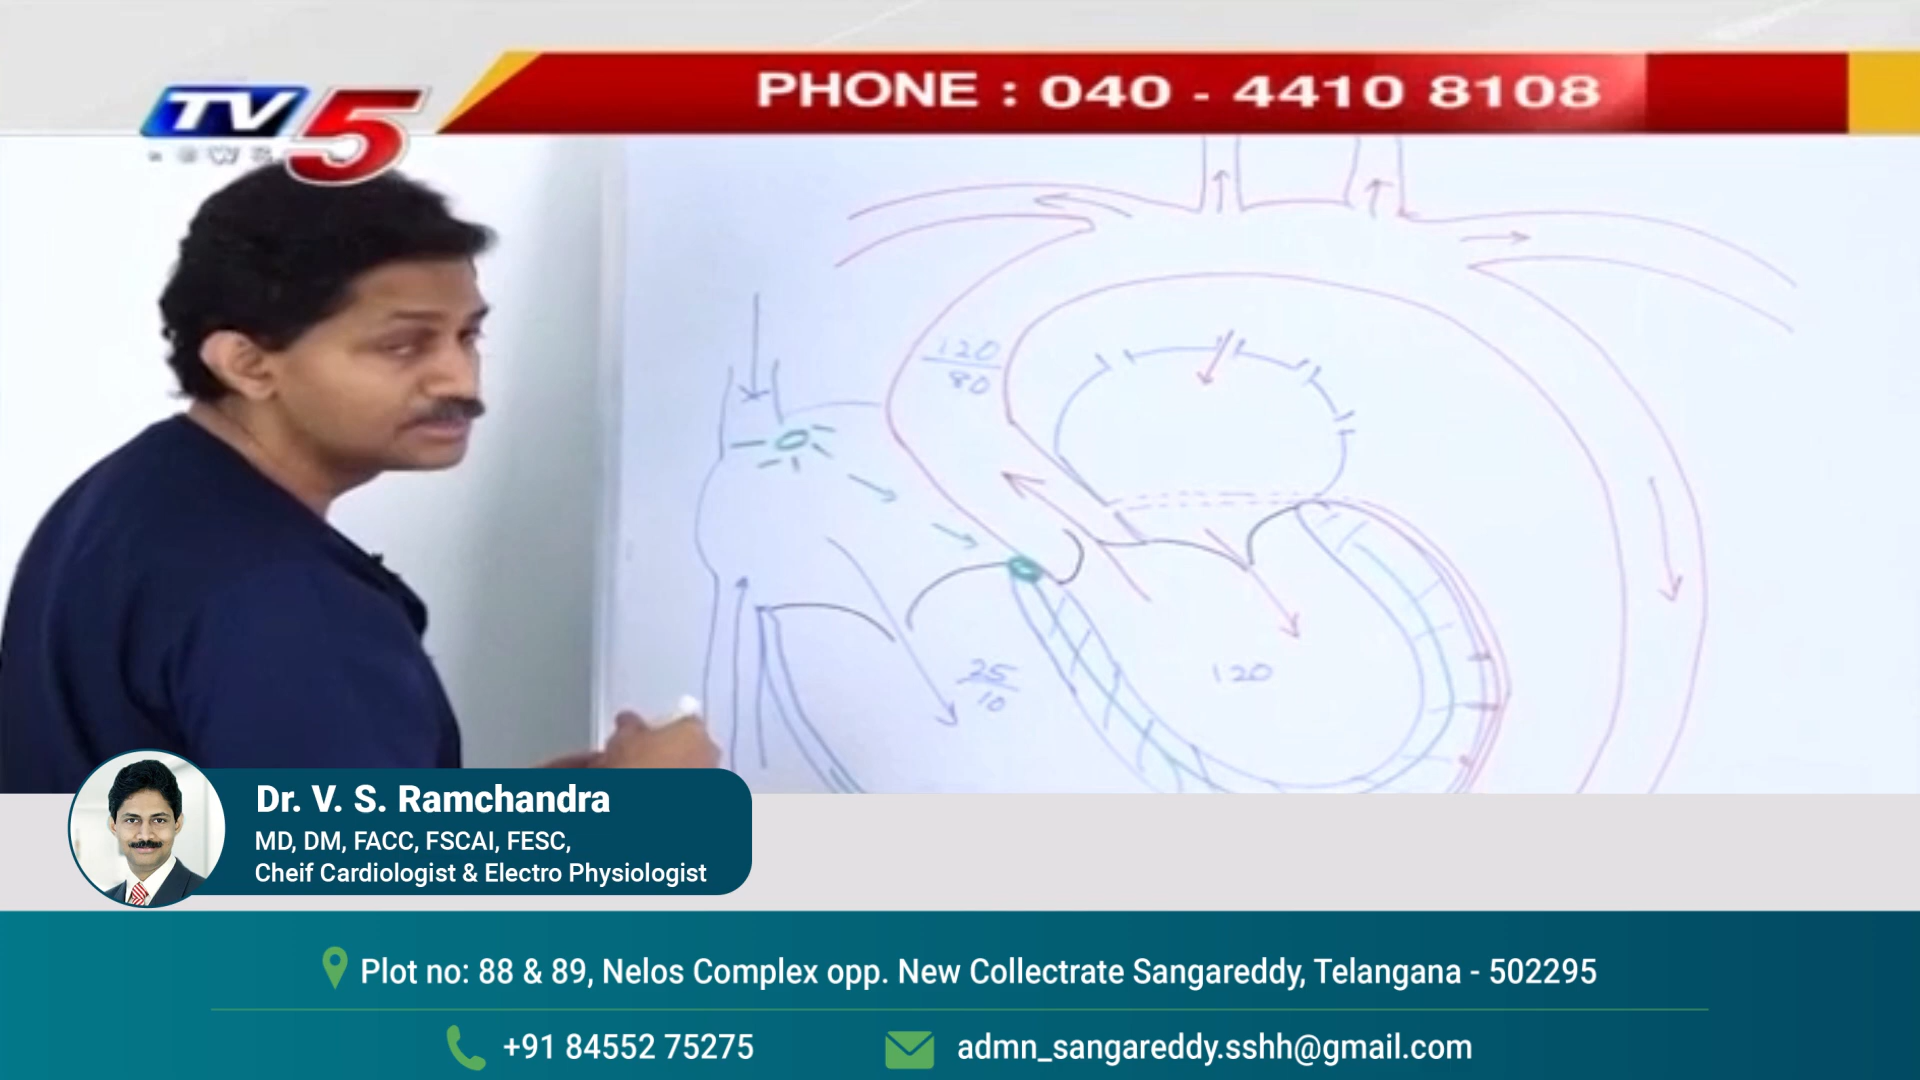 PHONE : 040 - 4410 8108
TV5
NEWS
120
80
25
10
120
Dr. V. S. Ramchandra
MD, DM, FACC, FSCAI, FESC,
Cheif Cardiologist & Electro Physiologist
Plot no: 88 & 89, Nelos Complex opp. New Collectrate Sangareddy, Telangana - 502295
+91 84552 75275
admn_sangareddy.sshh@gmail.com